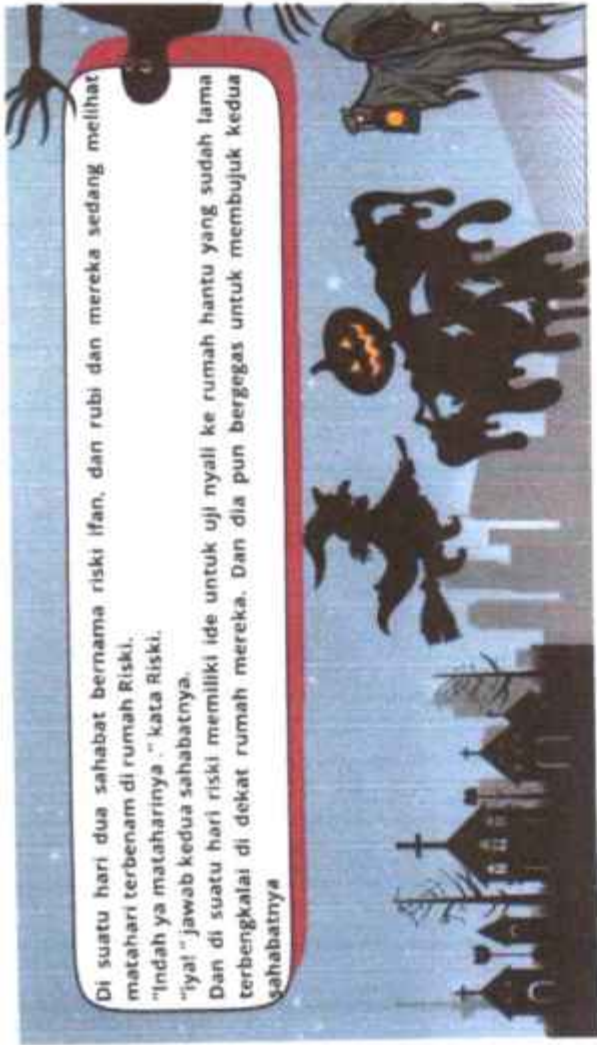 Di suatu hari dua sahabat bernama riski ifan, dan rubi dan mereka sedang melihat
matahari terbenam di rumah Riski.
"Indah ya mataharinya ." kata Riski.
"iya! " jawab kedua sahabatnya.
Dan di suatu hari riski memiliki ide untuk uji nyali ke rumah hantu yang sudah lama
terbengkalai di dekat rumah mereka. Dan dia pun bergegas untuk membujuk kedua
sahabatnya